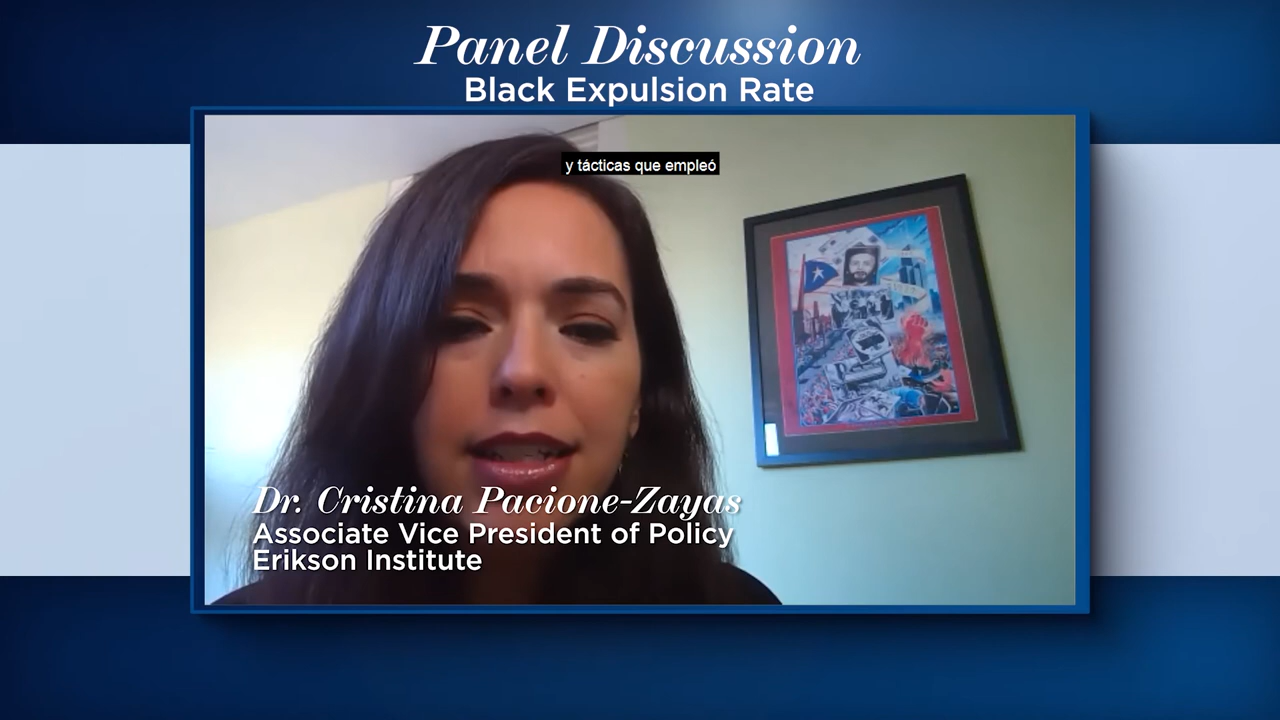 Panel Discussion
Black Expulsion Rate
y tácticas que empleó
Dr. Cristina Pacione-Zayas
Associate Vice President of Policy
Erikson Institute